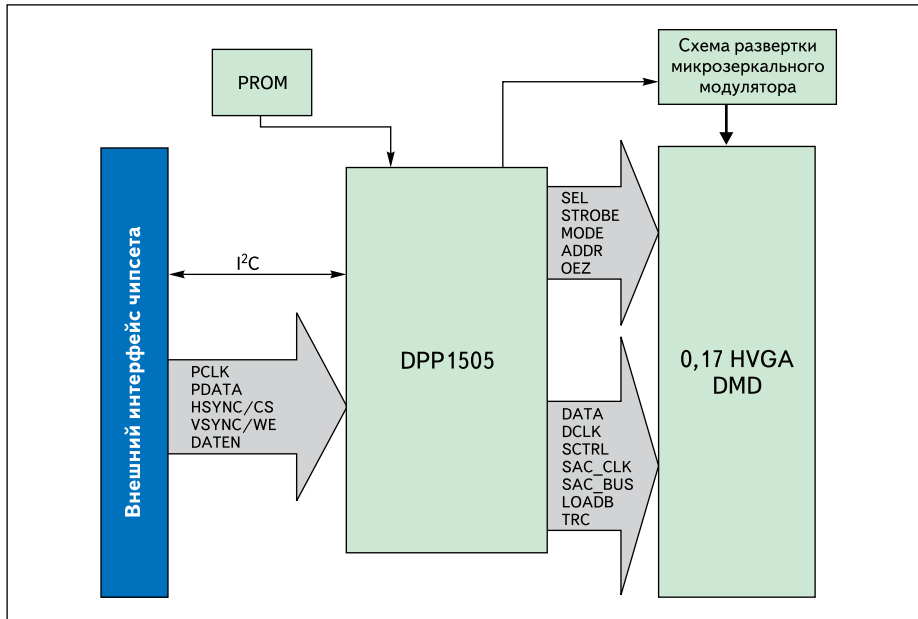 PROM
Схема развертки
микрозеркального
модулятора
Внешний интерфейс чипсета
I²C
PCLK
PDATA
HSYNC/CS
VSYNC/WE
DATEN
DPP1505
SEL
STROBE
MODE
ADDR
OEZ
DATA
DCLK
SCTRL
SAC_CLK
SAC_BUS
LOADB
TRC
0,17 HVGA
DMD